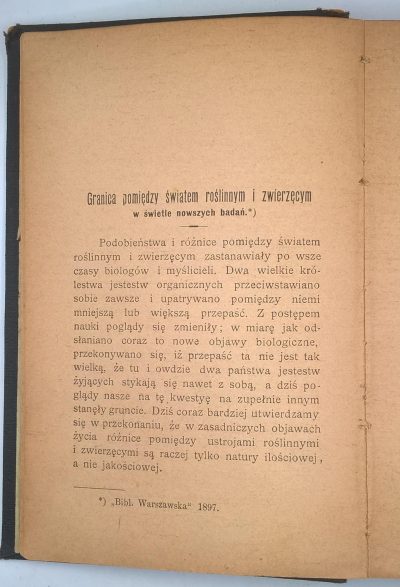 Granica pomiędzy światem roślinnym i zwierzęcym
w świetle nowszych badań.*)
Podobieństwa i różnice pomiędzy światem
roślinnym i zwierzęcym zastanawiały po wsze
czasy biologów i myślicieli. Dwa wielkie kró-
lestwa jestestw organicznych przeciwstawiano
sobie zawsze i upatrywano pomiędzy niemi
mniejszą lub większą przepaść. Z postępem
nauki poglądy się zmieniły; w miarę jak od-
słaniano coraz to nowe objawy biologiczne,
przekonywano się, iż przepaść ta nie jest tak
wielką, że tu i owdzie dwa państwa jestestw
żyjących stykają się nawet z sobą, a dziś po-
glądy nasze na tę kwestyę na zupełnie innym
stanęły gruncie. Dziś coraz bardziej utwierdzamy
się w przekonaniu, że w zasadniczych objawach
życia różnice pomiędzy ustrojami roślinnymi
i zwierzęcymi są raczej tylko natury ilościowej,
a nie jakościowej.
*) „Bibl. Warszawska" 1897.